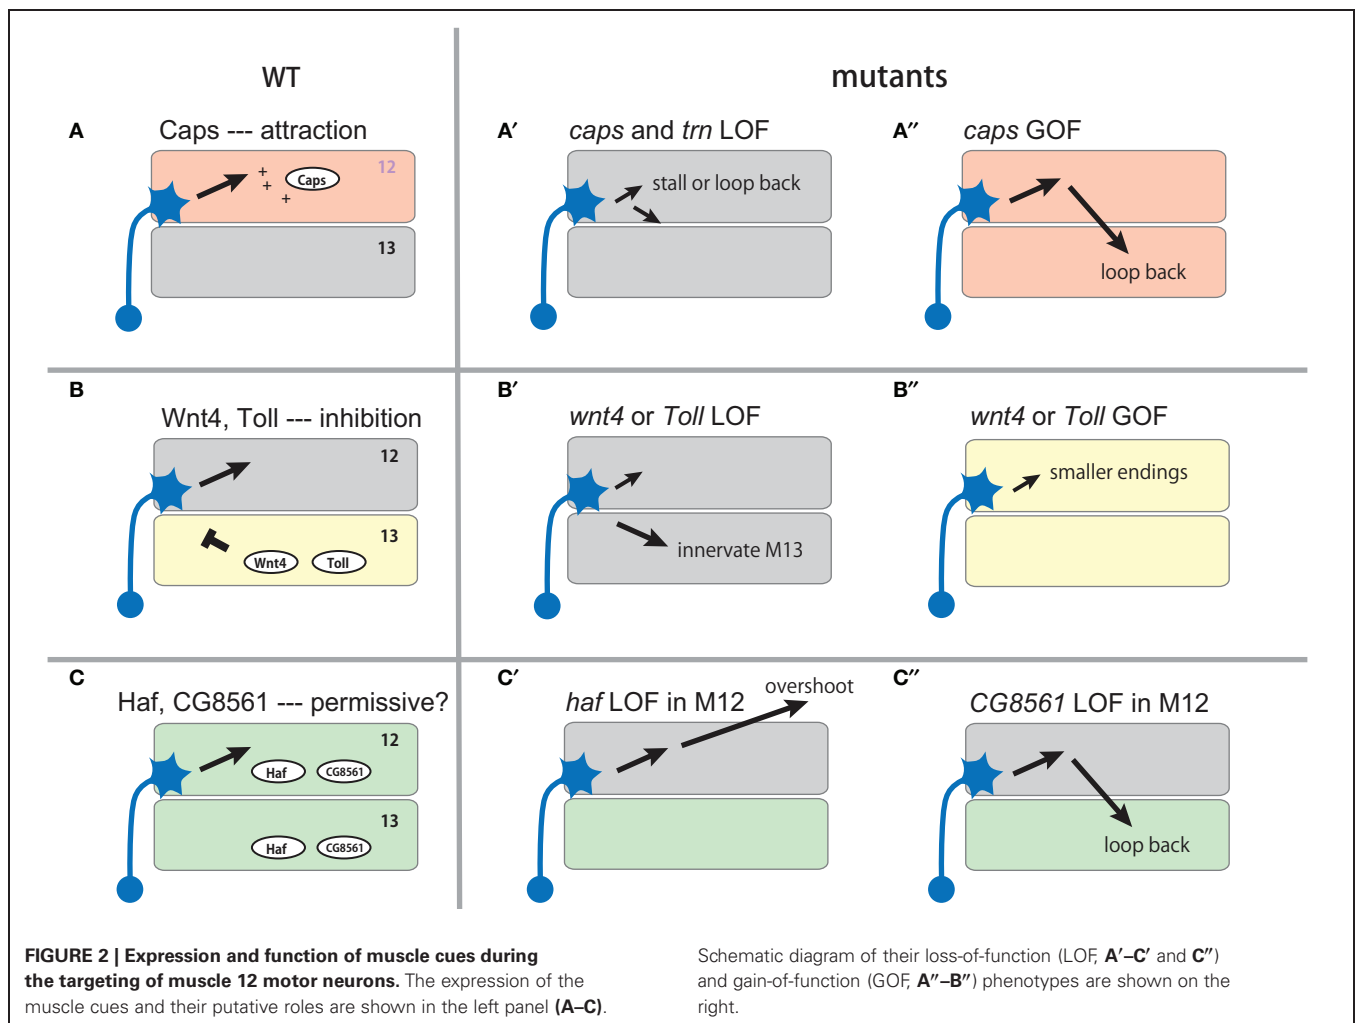 WT
mutants
A
Caps --- attraction
12
+
+
+
Caps
13
A′
caps and trn LOF
stall or loop back
A″
caps GOF
loop back
B
Wnt4, Toll --- inhibition
12
13
Wnt4
Toll
B′
wnt4 or Toll LOF
innervate M13
B″
wnt4 or Toll GOF
smaller endings
C
Haf, CG8561 --- permissive?
12
Haf
CG8561
13
Haf
CG8561
C′
haf LOF in M12
overshoot
C″
CG8561 LOF in M12
loop back
FIGURE 2 | Expression and function of muscle cues during
the targeting of muscle 12 motor neurons. The expression of the
muscle cues and their putative roles are shown in the left panel (A–C).
Schematic diagram of their loss-of-function (LOF, A′–C′ and C″)
and gain-of-function (GOF, A″–B″) phenotypes are shown on the
right.